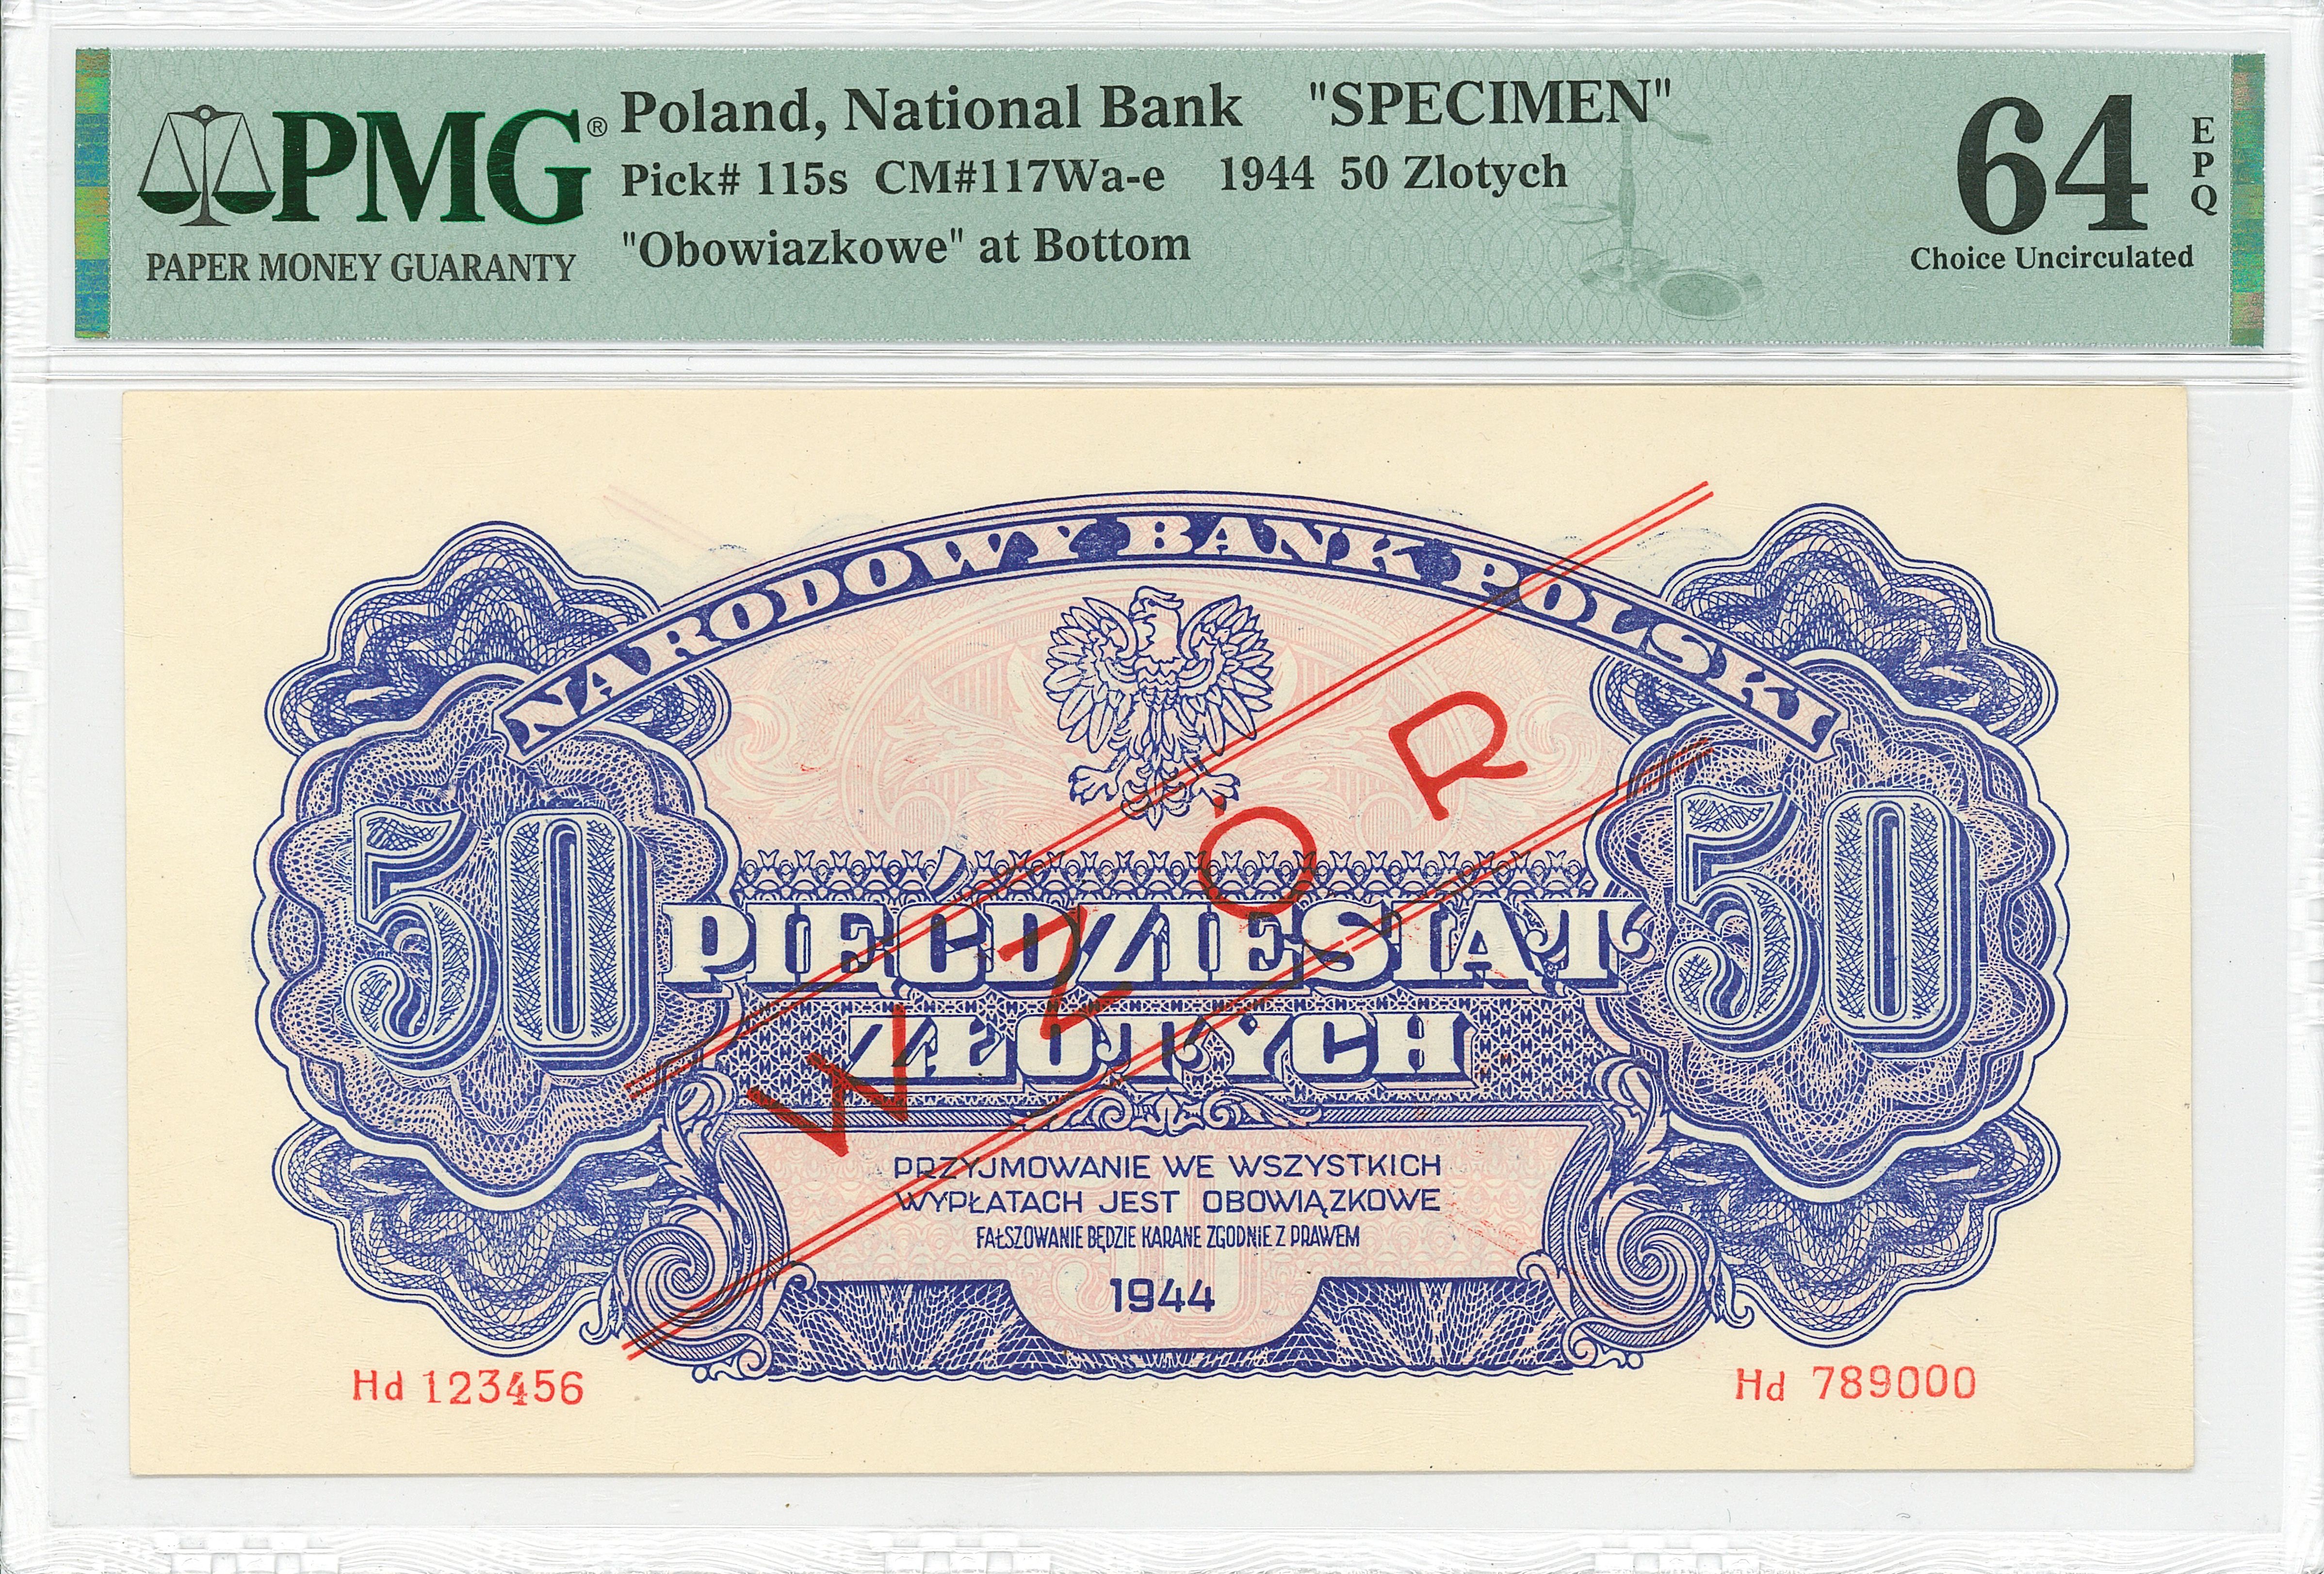 PMG®
PAPER MONEY GUARANTY
Poland, National Bank "SPECIMEN"
Pick# 115s CM#117Wa-e 1944 50 Zlotych
"Obowiazkowe" at Bottom
64
EPQ
Choice Uncirculated
NARODOWY BANK POLSKI
50
50
PIĘĆDZIESIĄT
ZŁOTYCH
WZÓR
PRZYJMOWANIE WE WSZYSTKICH
WYPŁATACH JEST OBOWIĄZKOWE
FAŁSZOWANIE BĘDZIE KARANE ZGODNIE Z PRAWEM
1944
Hd 123456
Hd 789000